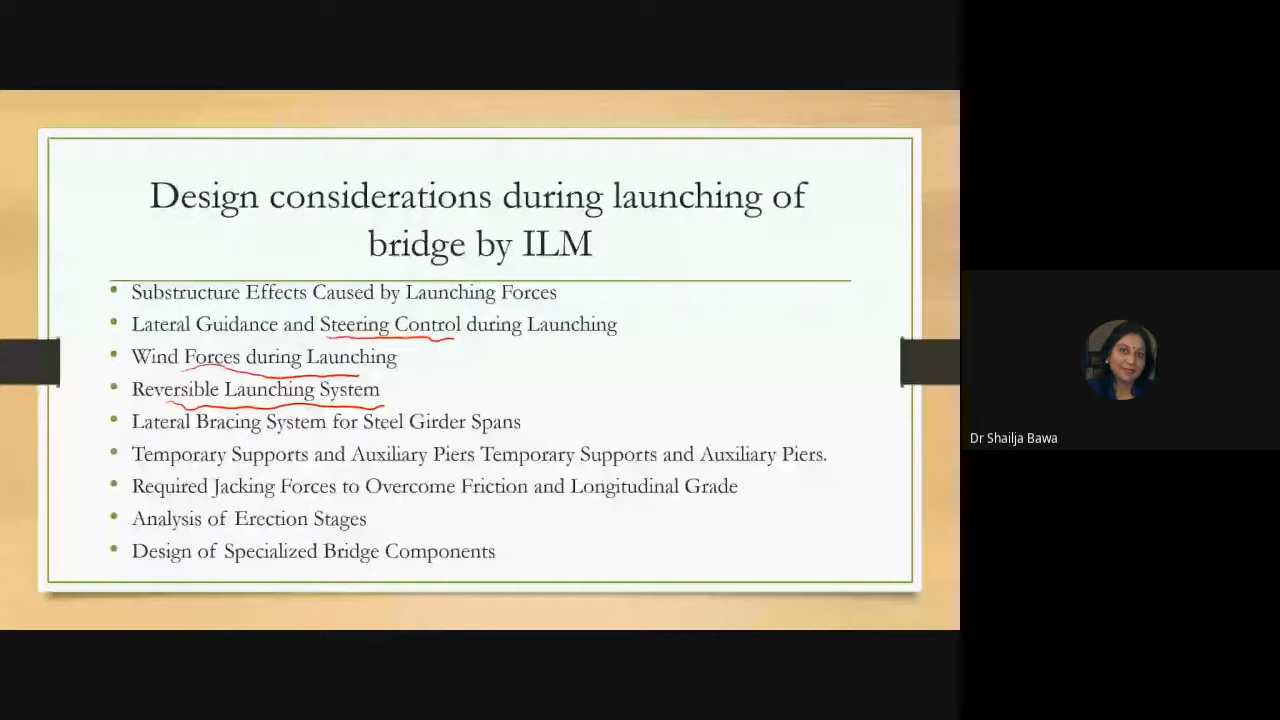 Design considerations during launching of
bridge by ILM
• Substructure Effects Caused by Launching Forces
• Lateral Guidance and Steering Control during Launching
• Wind Forces during Launching
• Reversible Launching System
• Lateral Bracing System for Steel Girder Spans
• Temporary Supports and Auxiliary Piers Temporary Supports and Auxiliary Piers.
• Required Jacking Forces to Overcome Friction and Longitudinal Grade
• Analysis of Erection Stages
• Design of Specialized Bridge Components
Dr Shailja Bawa